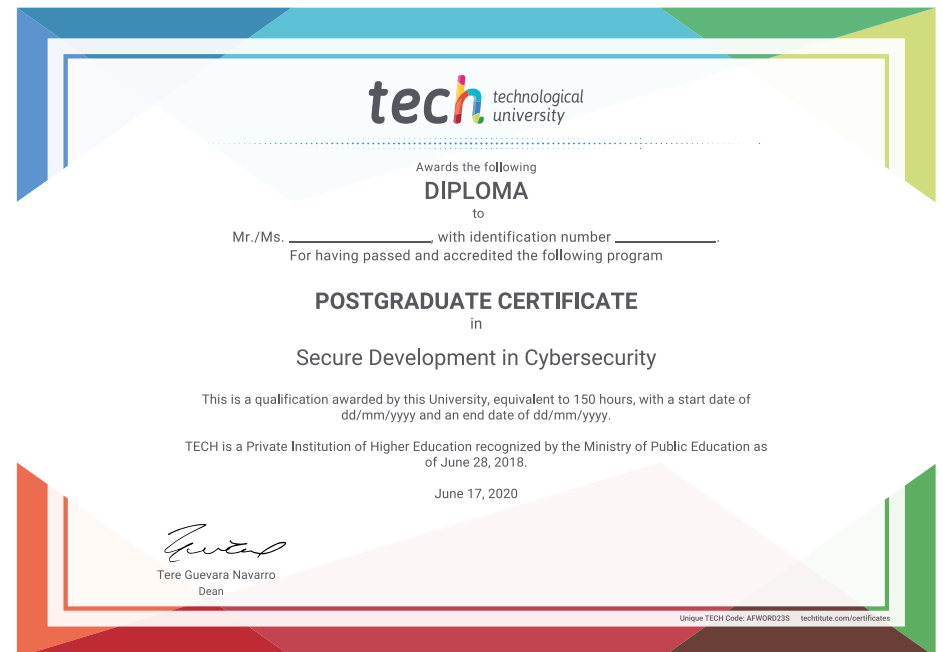 tech technological
university
Awards the following
DIPLOMA
to
Mr./Ms. ____________, with identification number ____________.
For having passed and accredited the following program
POSTGRADUATE CERTIFICATE
in
Secure Development in Cybersecurity
This is a qualification awarded by this University, equivalent to 150 hours, with a start date of
dd/mm/yyyy and an end date of dd/mm/yyyy.
TECH is a Private Institution of Higher Education recognized by the Ministry of Public Education as
of June 28, 2018.
June 17, 2020
Tere Guevara Navarro
Dean
Unique TECH Code: AFWORD23S techtitute.com/certificates